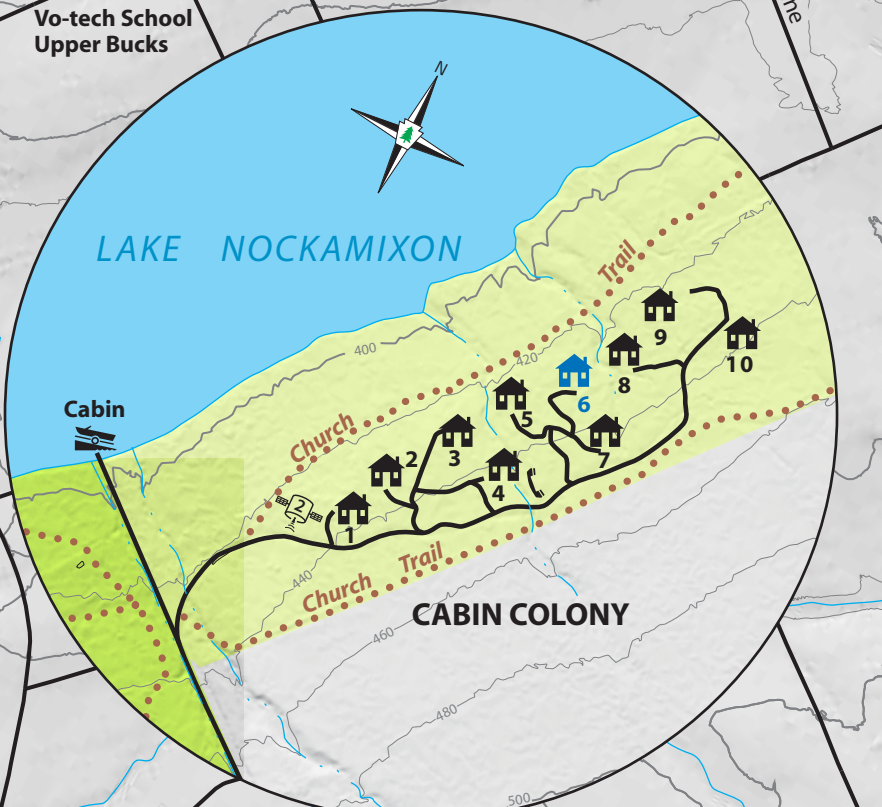 Vo-tech School
Upper Bucks
ne
N
LAKE NOCKAMIXON
Trail
9
10
400
420
8
6
Cabin
Church
5
7
2
3
4
2
1
440
Church Trail
CABIN COLONY
460
480
500